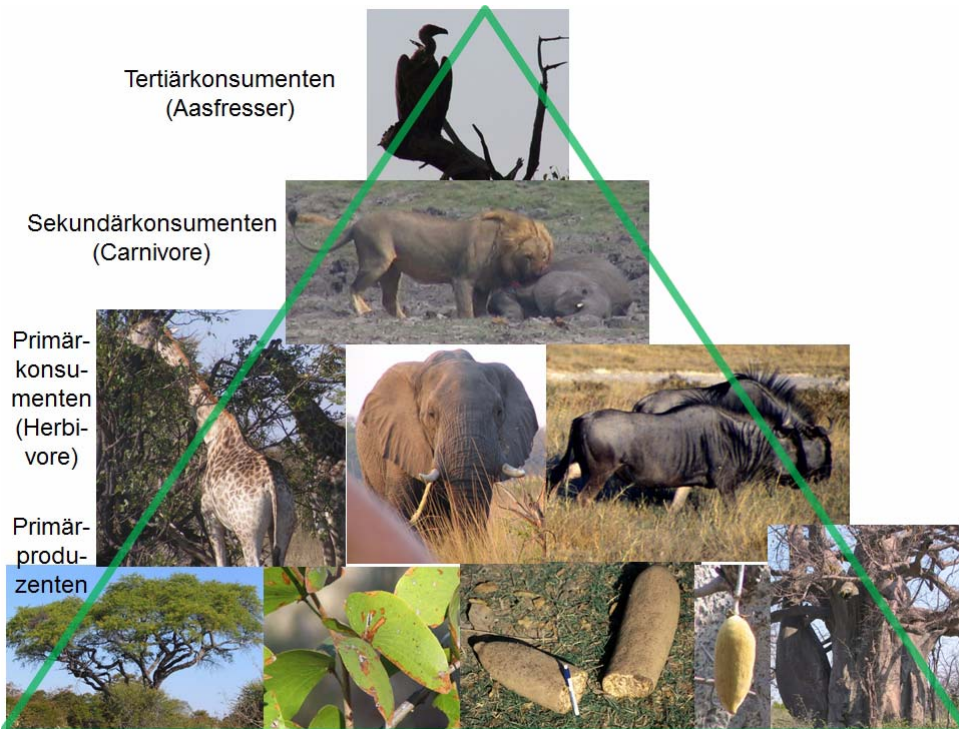 Tertiärkonsumenten
(Aasfresser)
Sekundärkonsumenten
(Carnivore)
Primär-
konsu-
menten
(Herbi-
vore)
Primär-
produ-
zenten